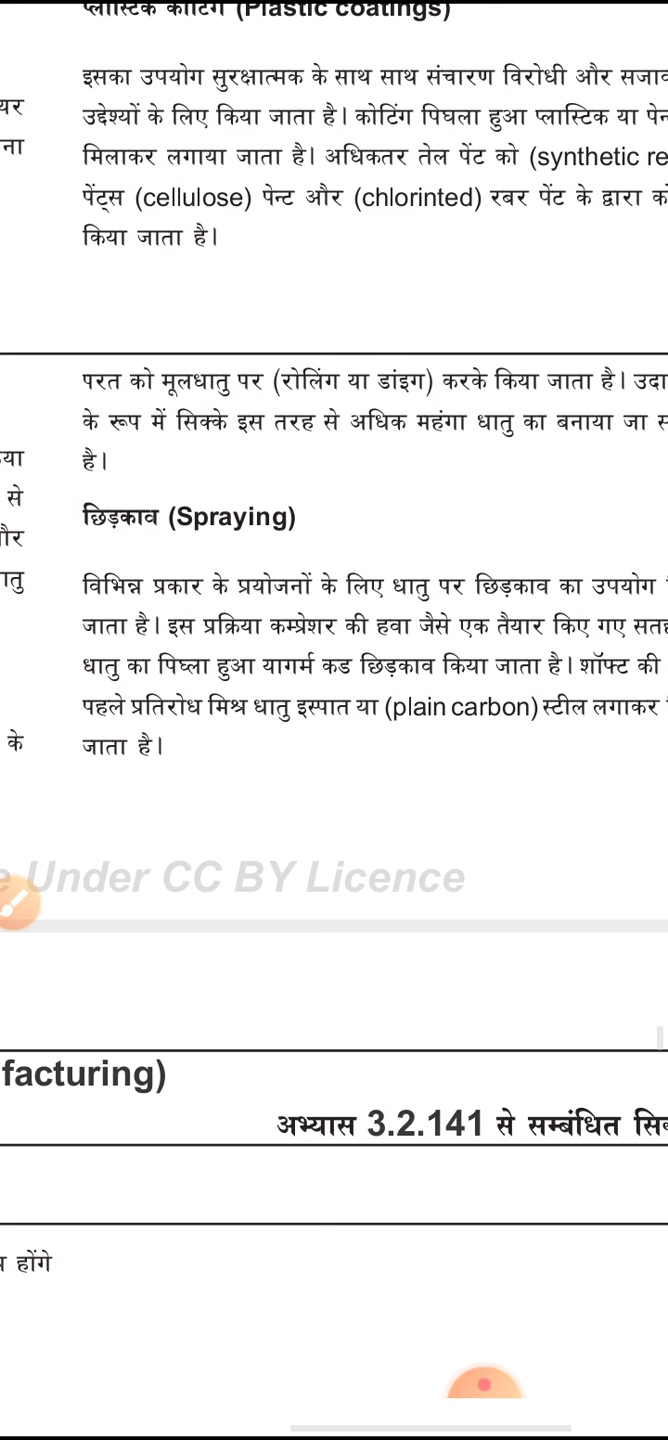 प्लास्टिक कोटिंग (Plastic coatings)
इसका उपयोग सुरक्षात्मक के साथ साथ संचारण विरोधी और
यर
उद्देश्यों के लिए किया जाता है। कोटिंग पिघला हुआ प्लास्टिक या
ना
मिलाकर लगाया जाता है। अधिकतर तेल पेंट को (synthetic re
पेंट्स (cellulose) पेन्ट और (chlorinted) रबर पेंट के द्वारा
किया जाता है।
परत को मूलधातु पर (रोलिंग या डांइग) करके किया जाता है। उदा
के रूप में सिक्के इस तरह से अधिक महंगा धातु का बनाया जा
या
है।
से
छिड़काव (Spraying)
और
ातु
विभिन्न प्रकार के प्रयोजनों के लिए धातु पर छिड़काव का उपयोग
जाता है। इस प्रक्रिया कम्प्रेशर की हवा जैसे एक तैयार किए गए
धातु का पिघ्ला हुआ यागर्म कड छिड़काव किया जाता है। शॉफ्ट की
पहले प्रतिरोध मिश्र धातु इस्पात या (plain carbon) स्टील लगाकर
के
जाता है।
Under CC BY Licence
facturing)
अभ्यास 3.2.141 से सम्बंधित
होंगे